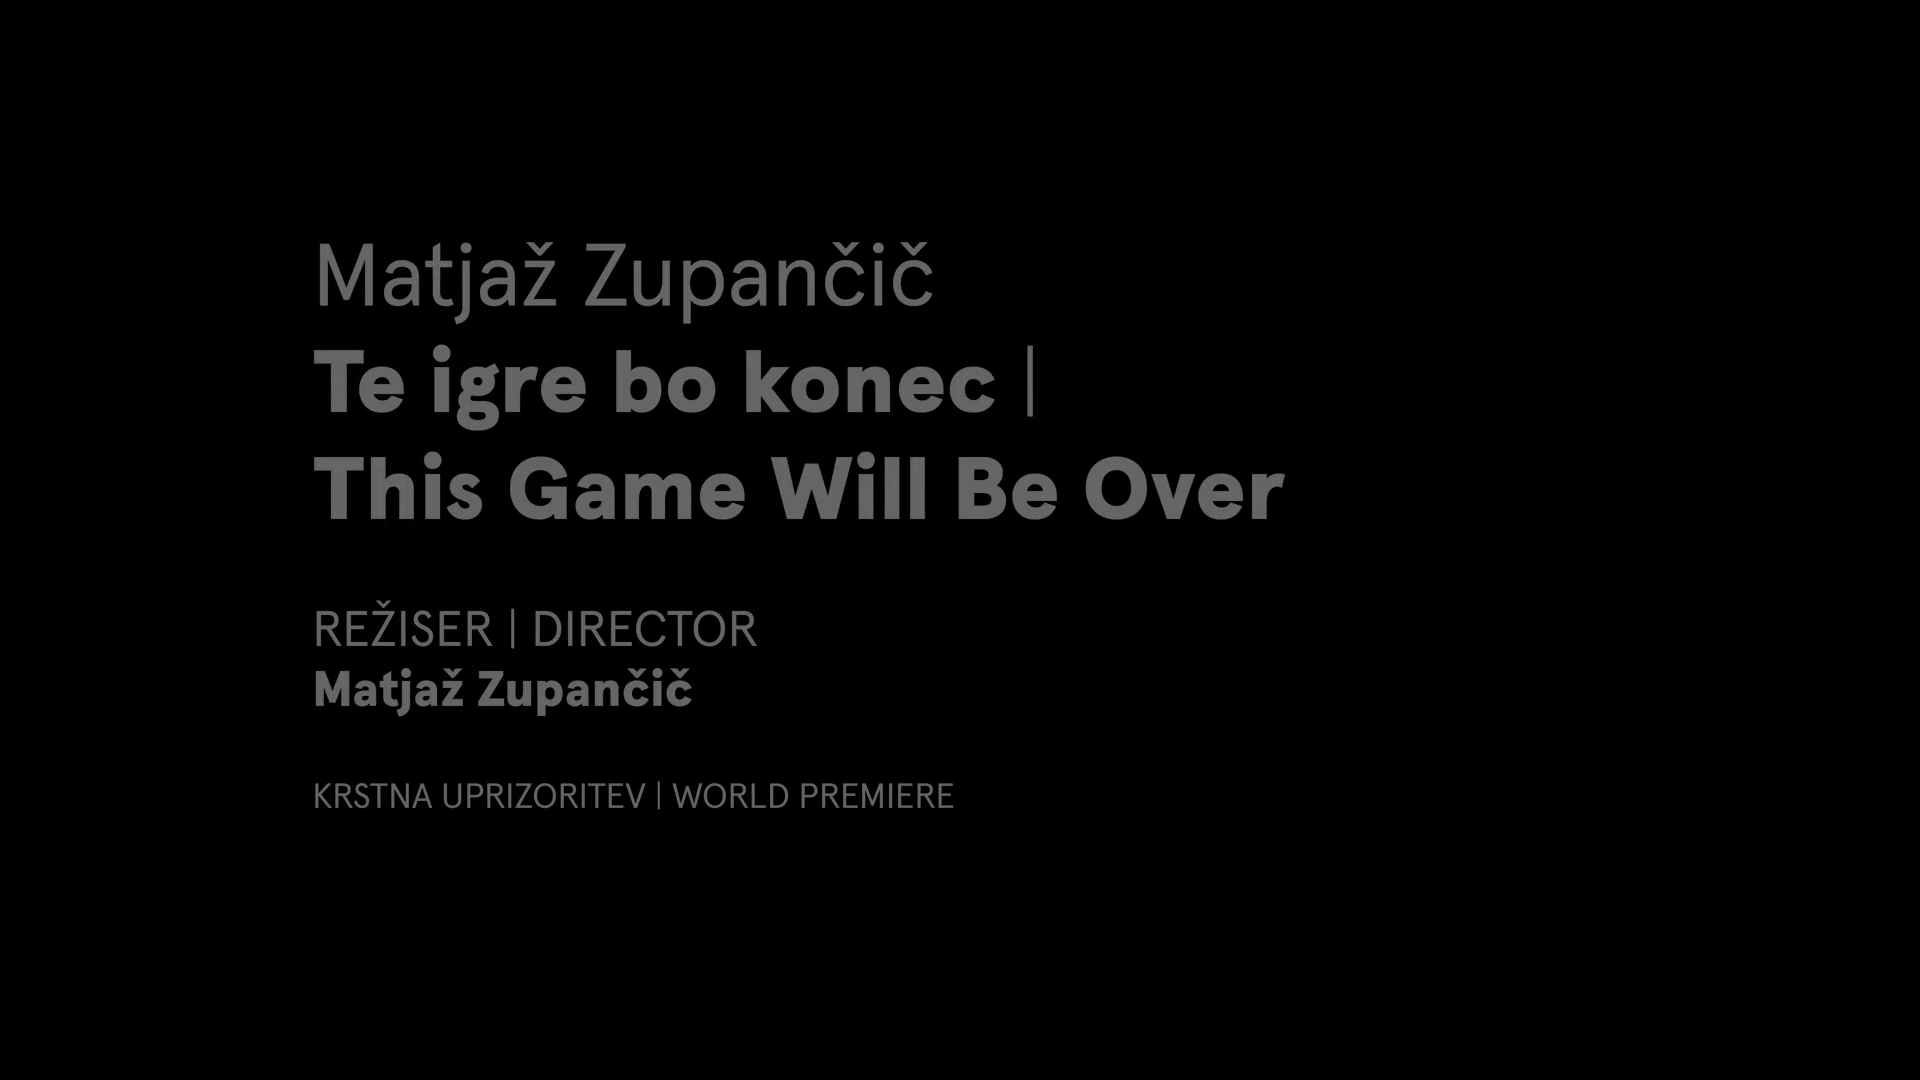 Matjaž Zupančič
Te igre bo konec |
This Game Will Be Over
REŽISER | DIRECTOR
Matjaž Zupančič
KRSTNA UPRIZORITEV | WORLD PREMIERE